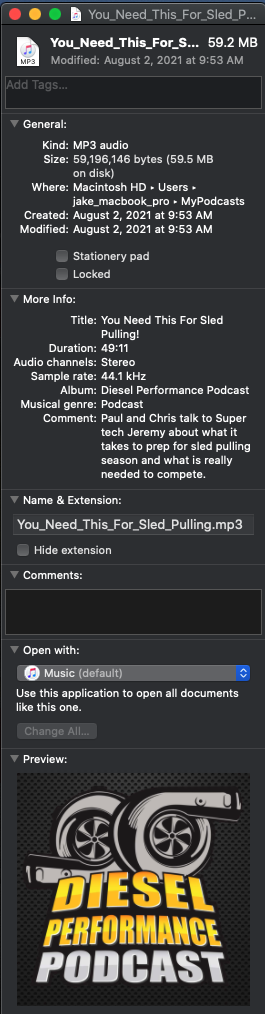 You_Need_This_For_Sled_P...
MP3
You_Need_This_For_S... 59.2 MB
Modified: August 2, 2021 at 9:53 AM
Add Tags...
General:
Kind: MP3 audio
Size: 59,196,146 bytes (59.5 MB
on disk)
Where: Macintosh HD ▸ Users ▸
jake_macbook_pro ▸ MyPodcasts
Created: August 2, 2021 at 9:53 AM
Modified: August 2, 2021 at 9:53 AM
Stationery pad
Locked
More Info:
Title: You Need This For Sled
Pulling!
Duration: 49:11
Audio channels: Stereo
Sample rate: 44.1 kHz
Album: Diesel Performance Podcast
Musical genre: Podcast
Comment: Paul and Chris talk to Super
tech Jeremy about what it
takes to prep for sled pulling
season and what is really
needed to compete.
Name & Extension:
You_Need_This_For_Sled_Pulling.mp3
Hide extension
Comments:
Open with:
Music (default)
Use this application to open all documents
like this one.
Change All...
Preview:
DIESEL
PERFORMANCE
PODCAST